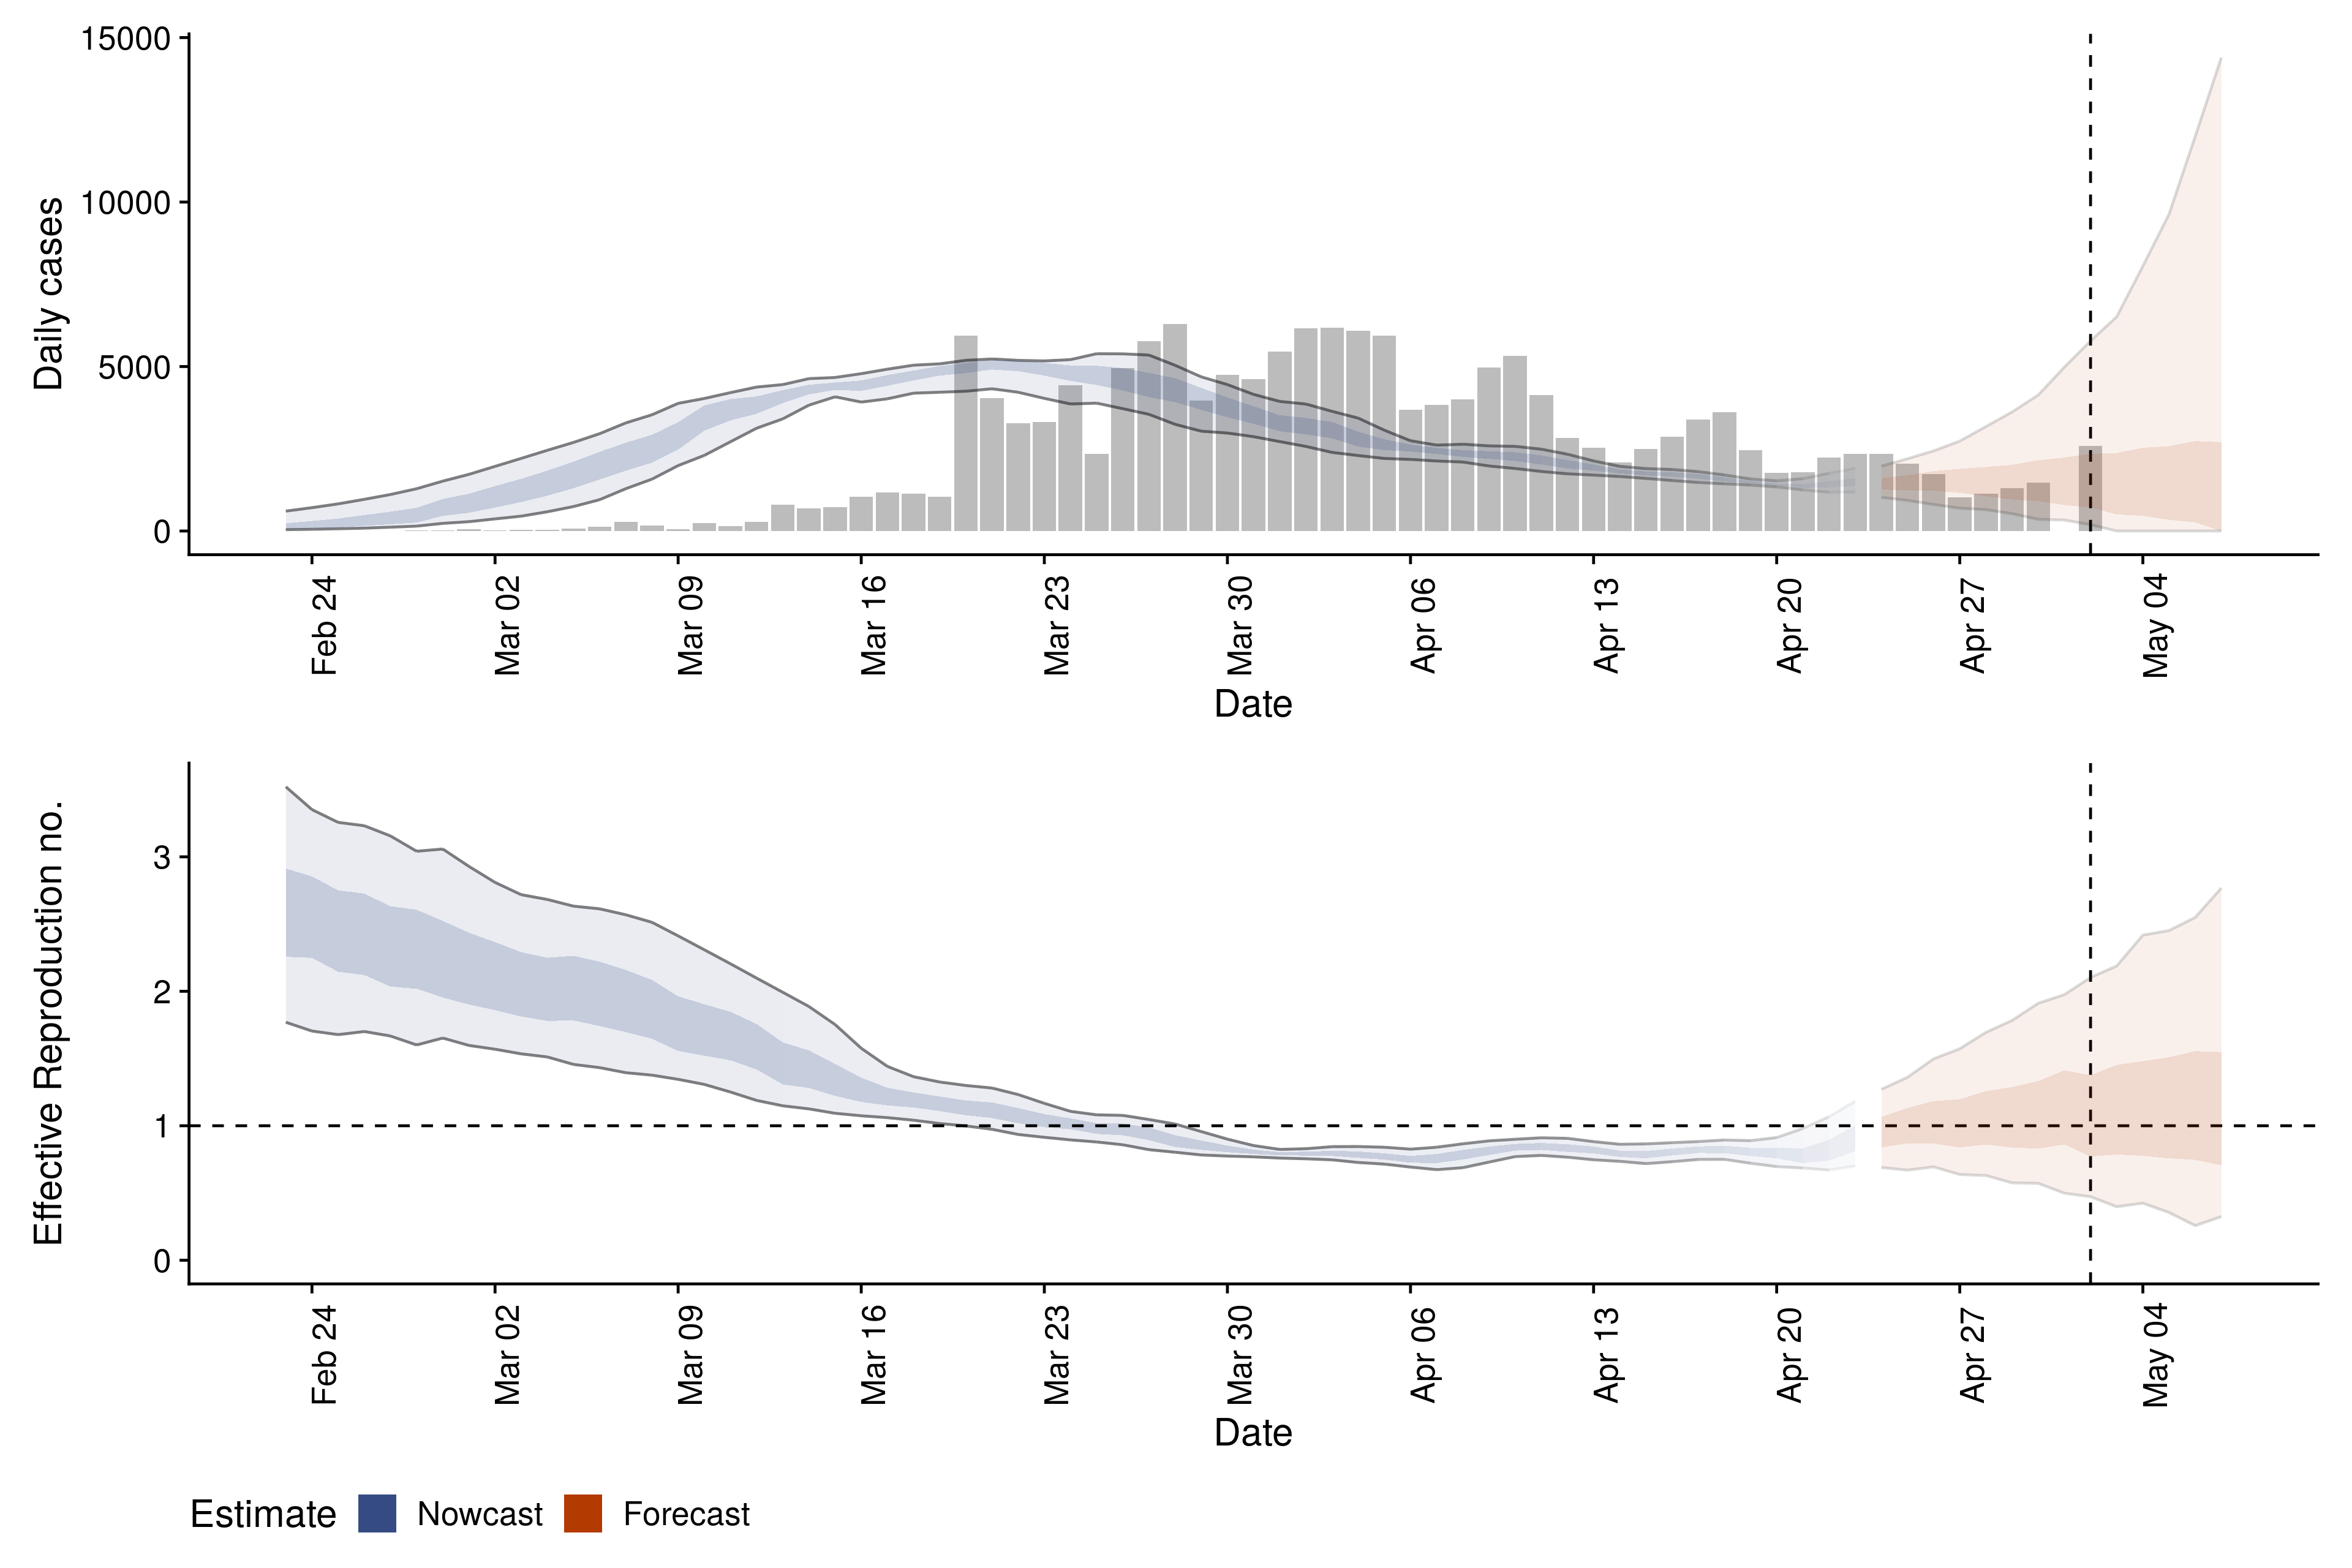 15000
10000
5000
0
Daily cases
Feb 24
Mar 02
Mar 09
Mar 16
Mar 23
Mar 30
Apr 06
Apr 13
Apr 20
Apr 27
May 04
Date
3
2
1
0
Effective Reproduction no.
Feb 24
Mar 02
Mar 09
Mar 16
Mar 23
Mar 30
Apr 06
Apr 13
Apr 20
Apr 27
May 04
Date
Estimate Nowcast Forecast